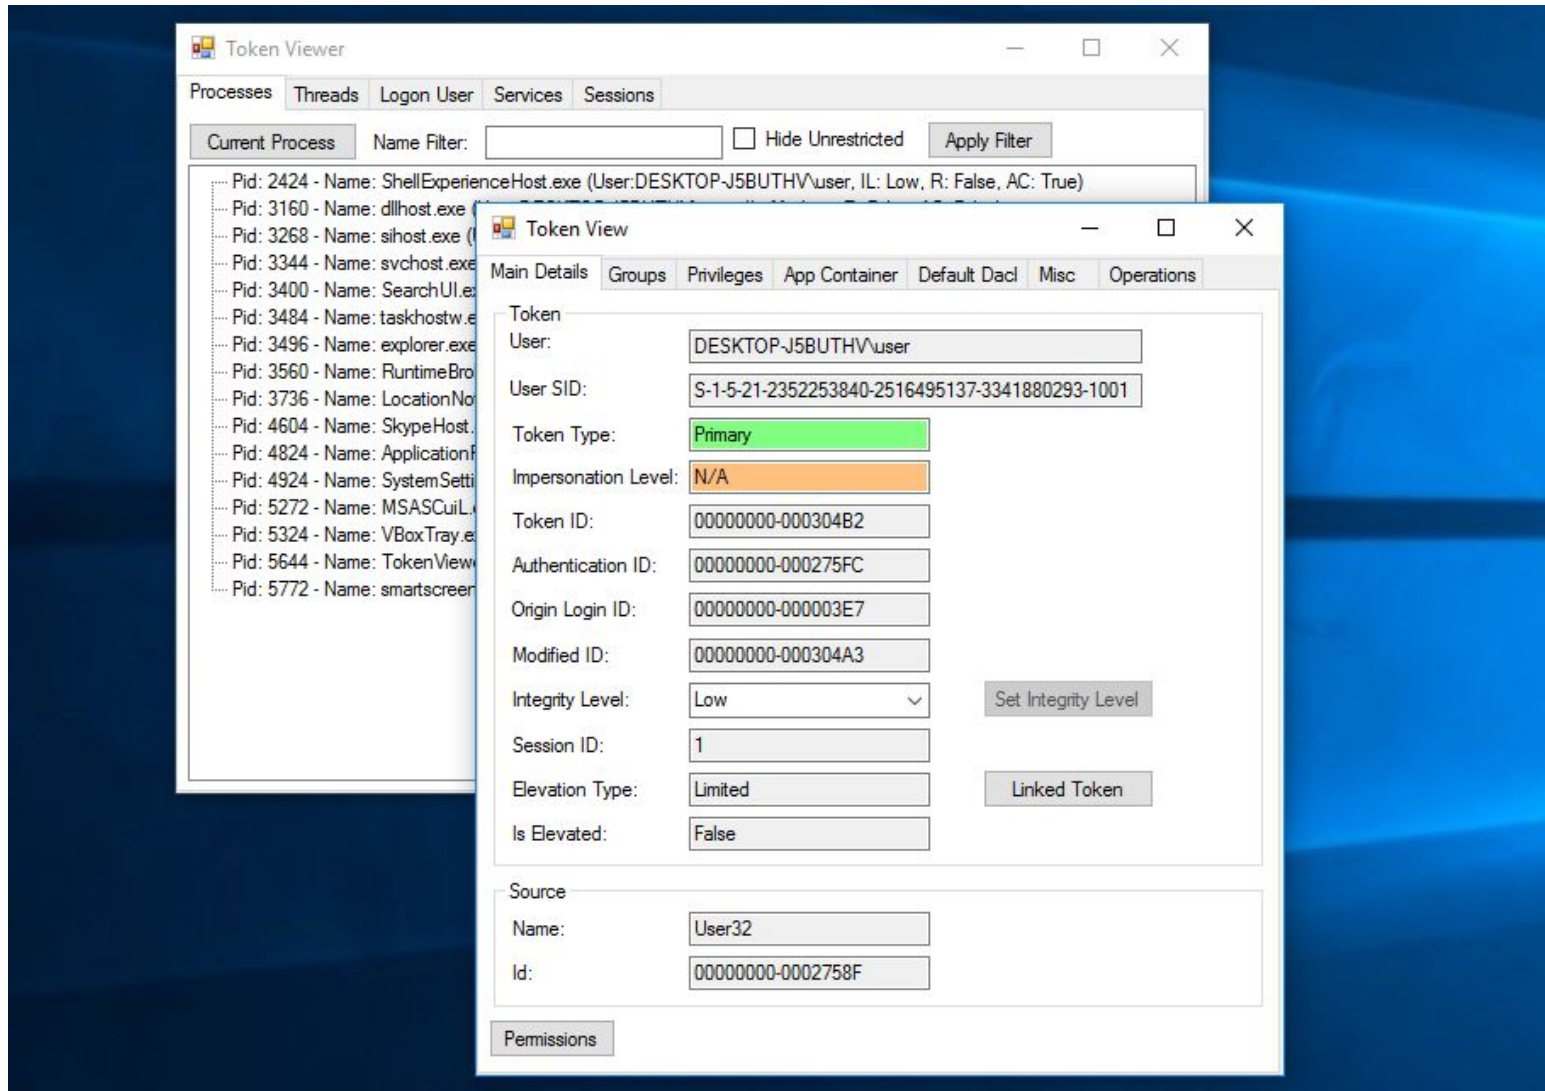 Token Viewer
Processes Threads Logon User Services Sessions
Current Process Name Filter: Hide Unrestricted Apply Filter
Pid: 2424 - Name: ShellExperienceHost.exe (User:DESKTOP-J5BUTHV\user, IL: Low, R: False, AC: True)
Pid: 3160 - Name: dllhost.exe
Pid: 3268 - Name: sihost.exe
Pid: 3344 - Name: svchost.exe
Pid: 3400 - Name: SearchUI.e
Pid: 3484 - Name: taskhostw.e
Pid: 3496 - Name: explorer.exe
Pid: 3560 - Name: RuntimeBro
Pid: 3736 - Name: LocationNo
Pid: 4604 - Name: SkypeHost.
Pid: 4824 - Name: Application
Pid: 4924 - Name: SystemSetti
Pid: 5272 - Name: MSASCuiL.
Pid: 5324 - Name: VBoxTray.e
Pid: 5644 - Name: TokenView
Pid: 5772 - Name: smartscreen
Token View
Main Details Groups Privileges App Container Default Dacl Misc Operations
Token
User: DESKTOP-J5BUTHV\user
User SID: S-1-5-21-2352253840-2516495137-3341880293-1001
Token Type: Primary
Impersonation Level: N/A
Token ID: 00000000-000304B2
Authentication ID: 00000000-000275FC
Origin Login ID: 00000000-000003E7
Modified ID: 00000000-000304A3
Integrity Level: Low Set Integrity Level
Session ID: 1
Elevation Type: Limited Linked Token
Is Elevated: False
Source
Name: User32
Id: 00000000-0002758F
Permissions